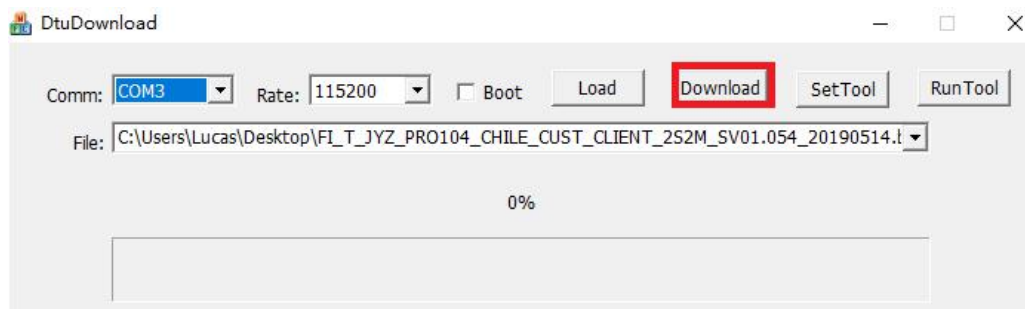 DtuDownload
Comm: COM3 Rate: 115200 Boot Load Download SetTool RunTool
File: C:\Users\Lucas\Desktop\FI_T_JYZ_PRO104_CHILE_CUST_CLIENT_2S2M_SV01.054_20190514.b
0%